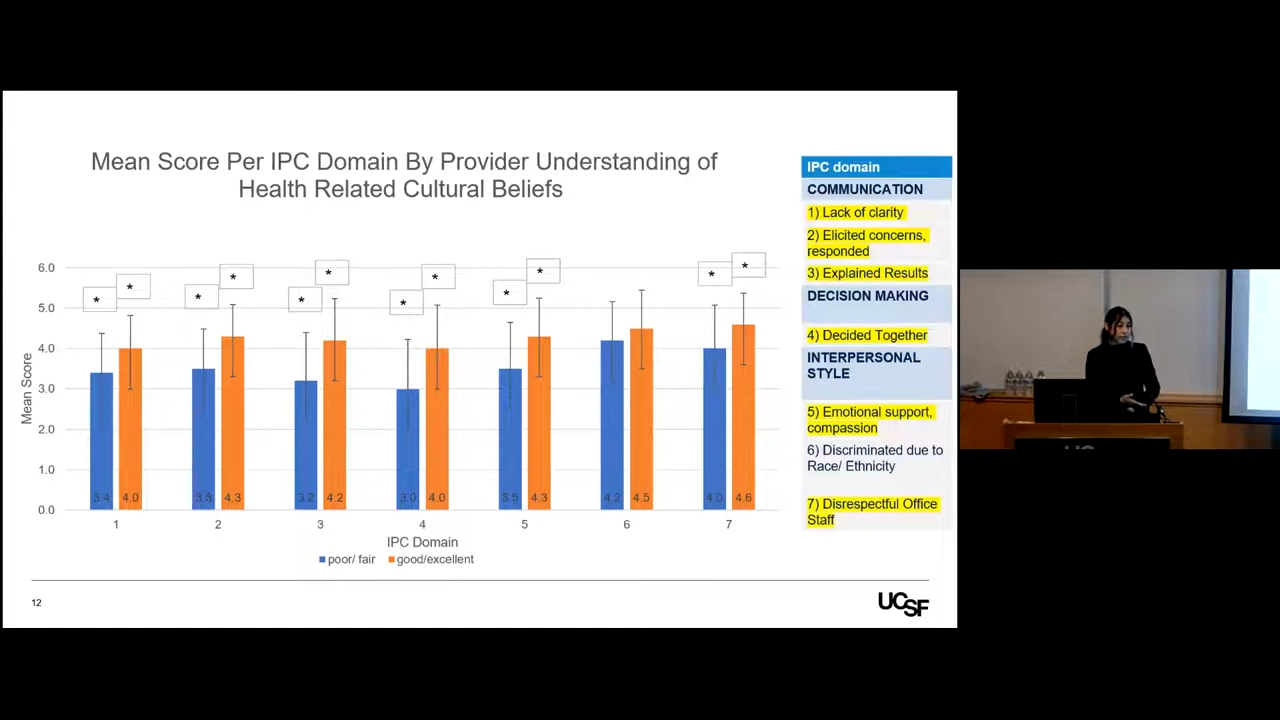 Mean Score Per IPC Domain By Provider Understanding of
Health Related Cultural Beliefs
6.0
5.0
4.0
3.0
2.0
1.0
0.0
Mean Score
* * * * * * * * * * * *
3.4 4.0 3.5 4.3 3.2 4.2 3.0 4.0 3.5 4.3 4.2 4.5 4.0 4.6
1 2 3 4 5 6 7
IPC Domain
poor/ fair good/excellent
IPC domain
COMMUNICATION
1) Lack of clarity
2) Elicited concerns,
responded
3) Explained Results
DECISION MAKING
4) Decided Together
INTERPERSONAL
STYLE
5) Emotional support,
compassion
6) Discriminated due to
Race/ Ethnicity
7) Disrespectful Office
Staff
12
UCSF